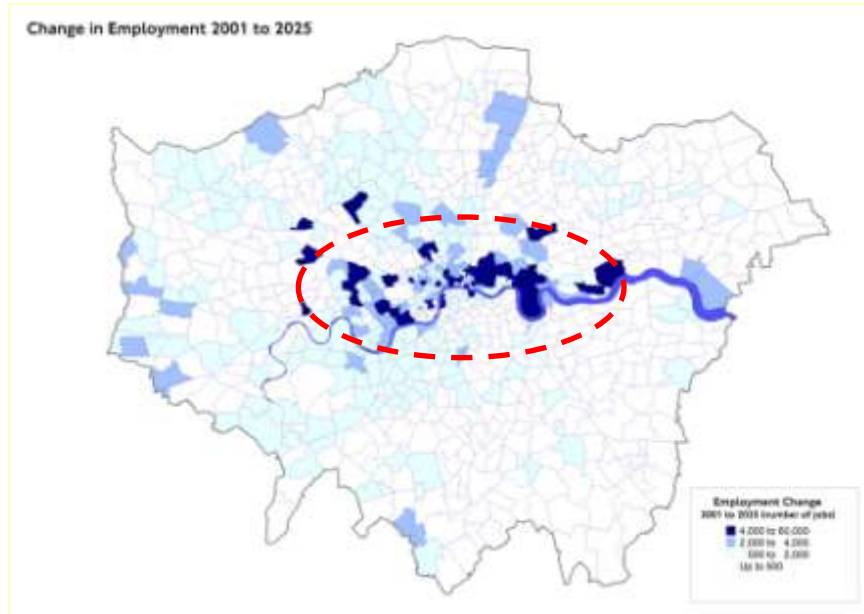 Change in Employment 2001 to 2025
Employment Change
2001 to 2025 (number of jobs)
4,000 to 60,000
2,000 to 4,000
500 to 2,000
Up to 500